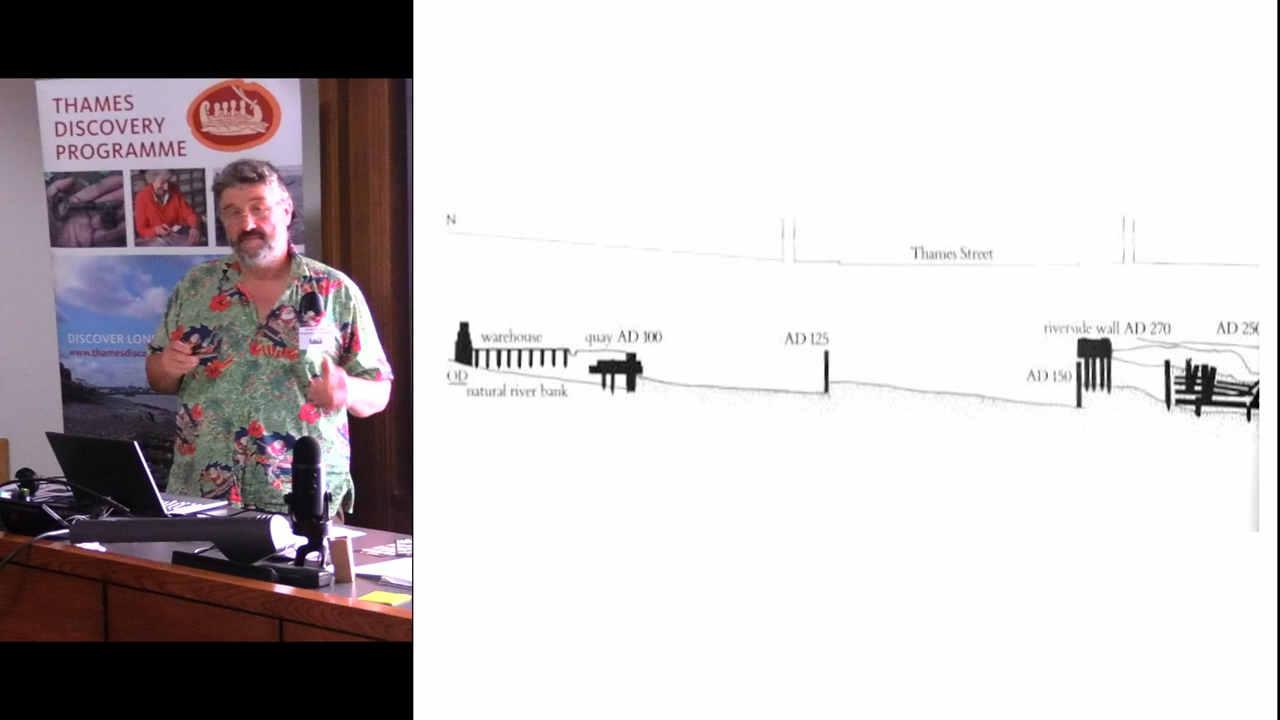 THAMES
DISCOVERY
PROGRAMME
DISCOVER LON
www.thamesdisco
N
Thames Street
warehouse
quay AD 100
AD 125
riverside wall AD 270
AD 250
OD
natural river bank
AD 150